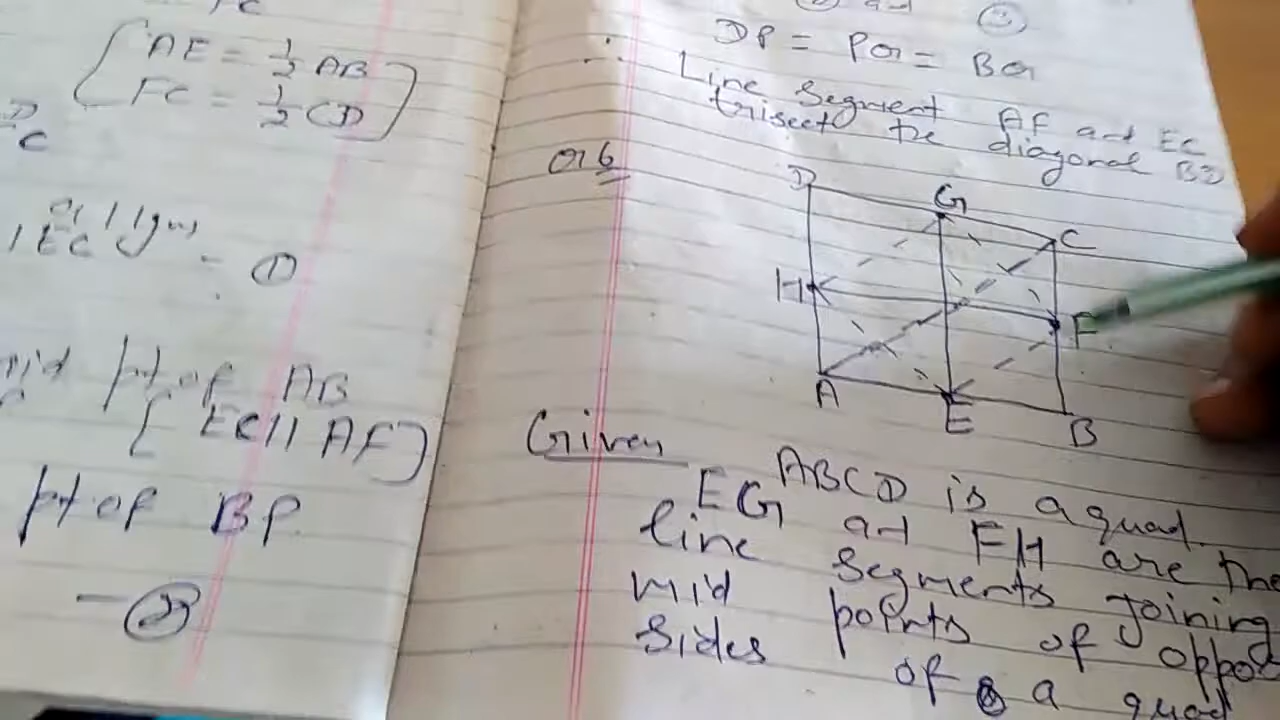 AE = 1/2 AB
FC = 1/2 CD
C
EC
- ①
mid pt of AB
[ EC || AF ]
pt of BP
- ②
DP = PQ = BQ
Line segment AF and EC
trisect the diagonal BD
Q6
D
G
C
H
F
A
E
B
Given
ABCD is a quad.
EG and FH are the
line segments joining
mid points of oppo
sides of a quad